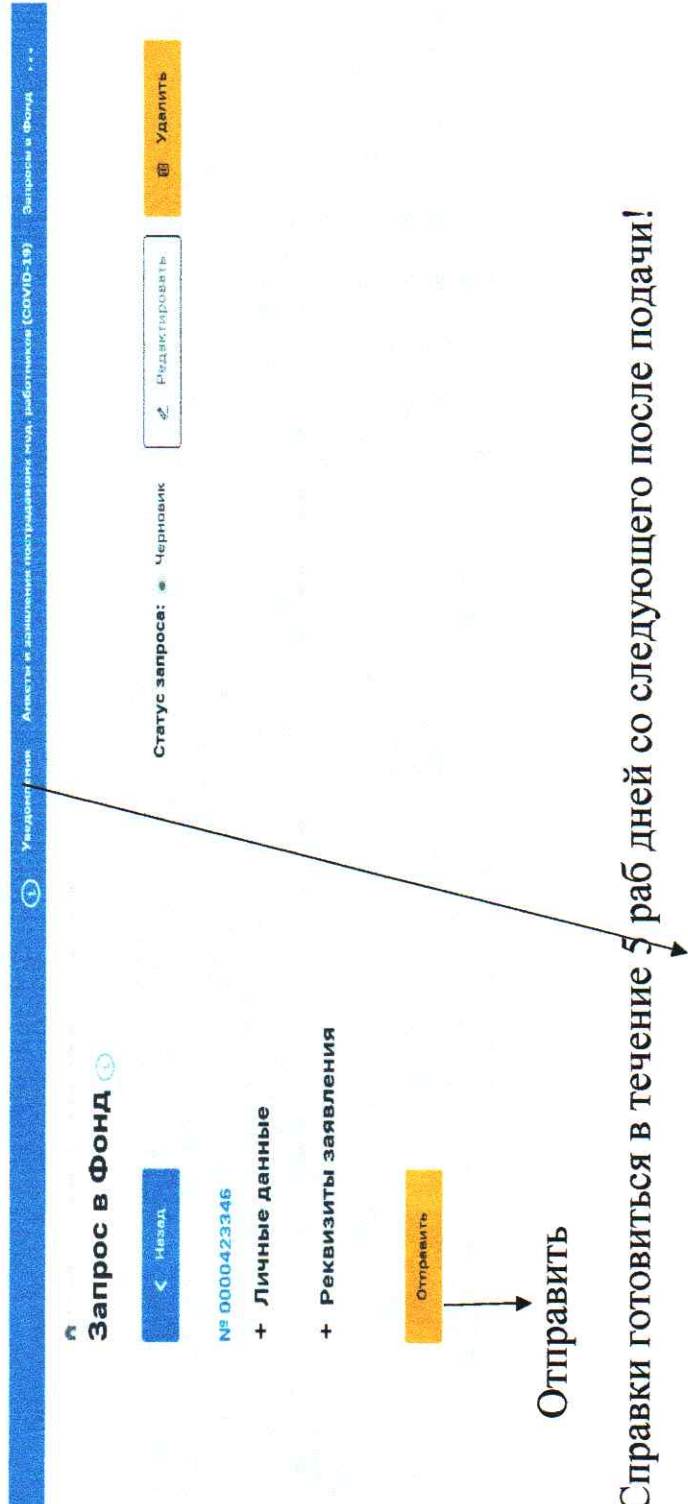 Уведомления Анкеты и заявления пострадавших мед. работников (COVID-19) Запросы в Фонд ...
Запрос в Фонд
Назад
Статус запроса: Черновик
Редактировать
Удалить
№ 0000423346
+ Личные данные
+ Реквизиты заявления
Отправить
Отправить
Справки готовиться в течение 5 раб дней со следующего после подачи!